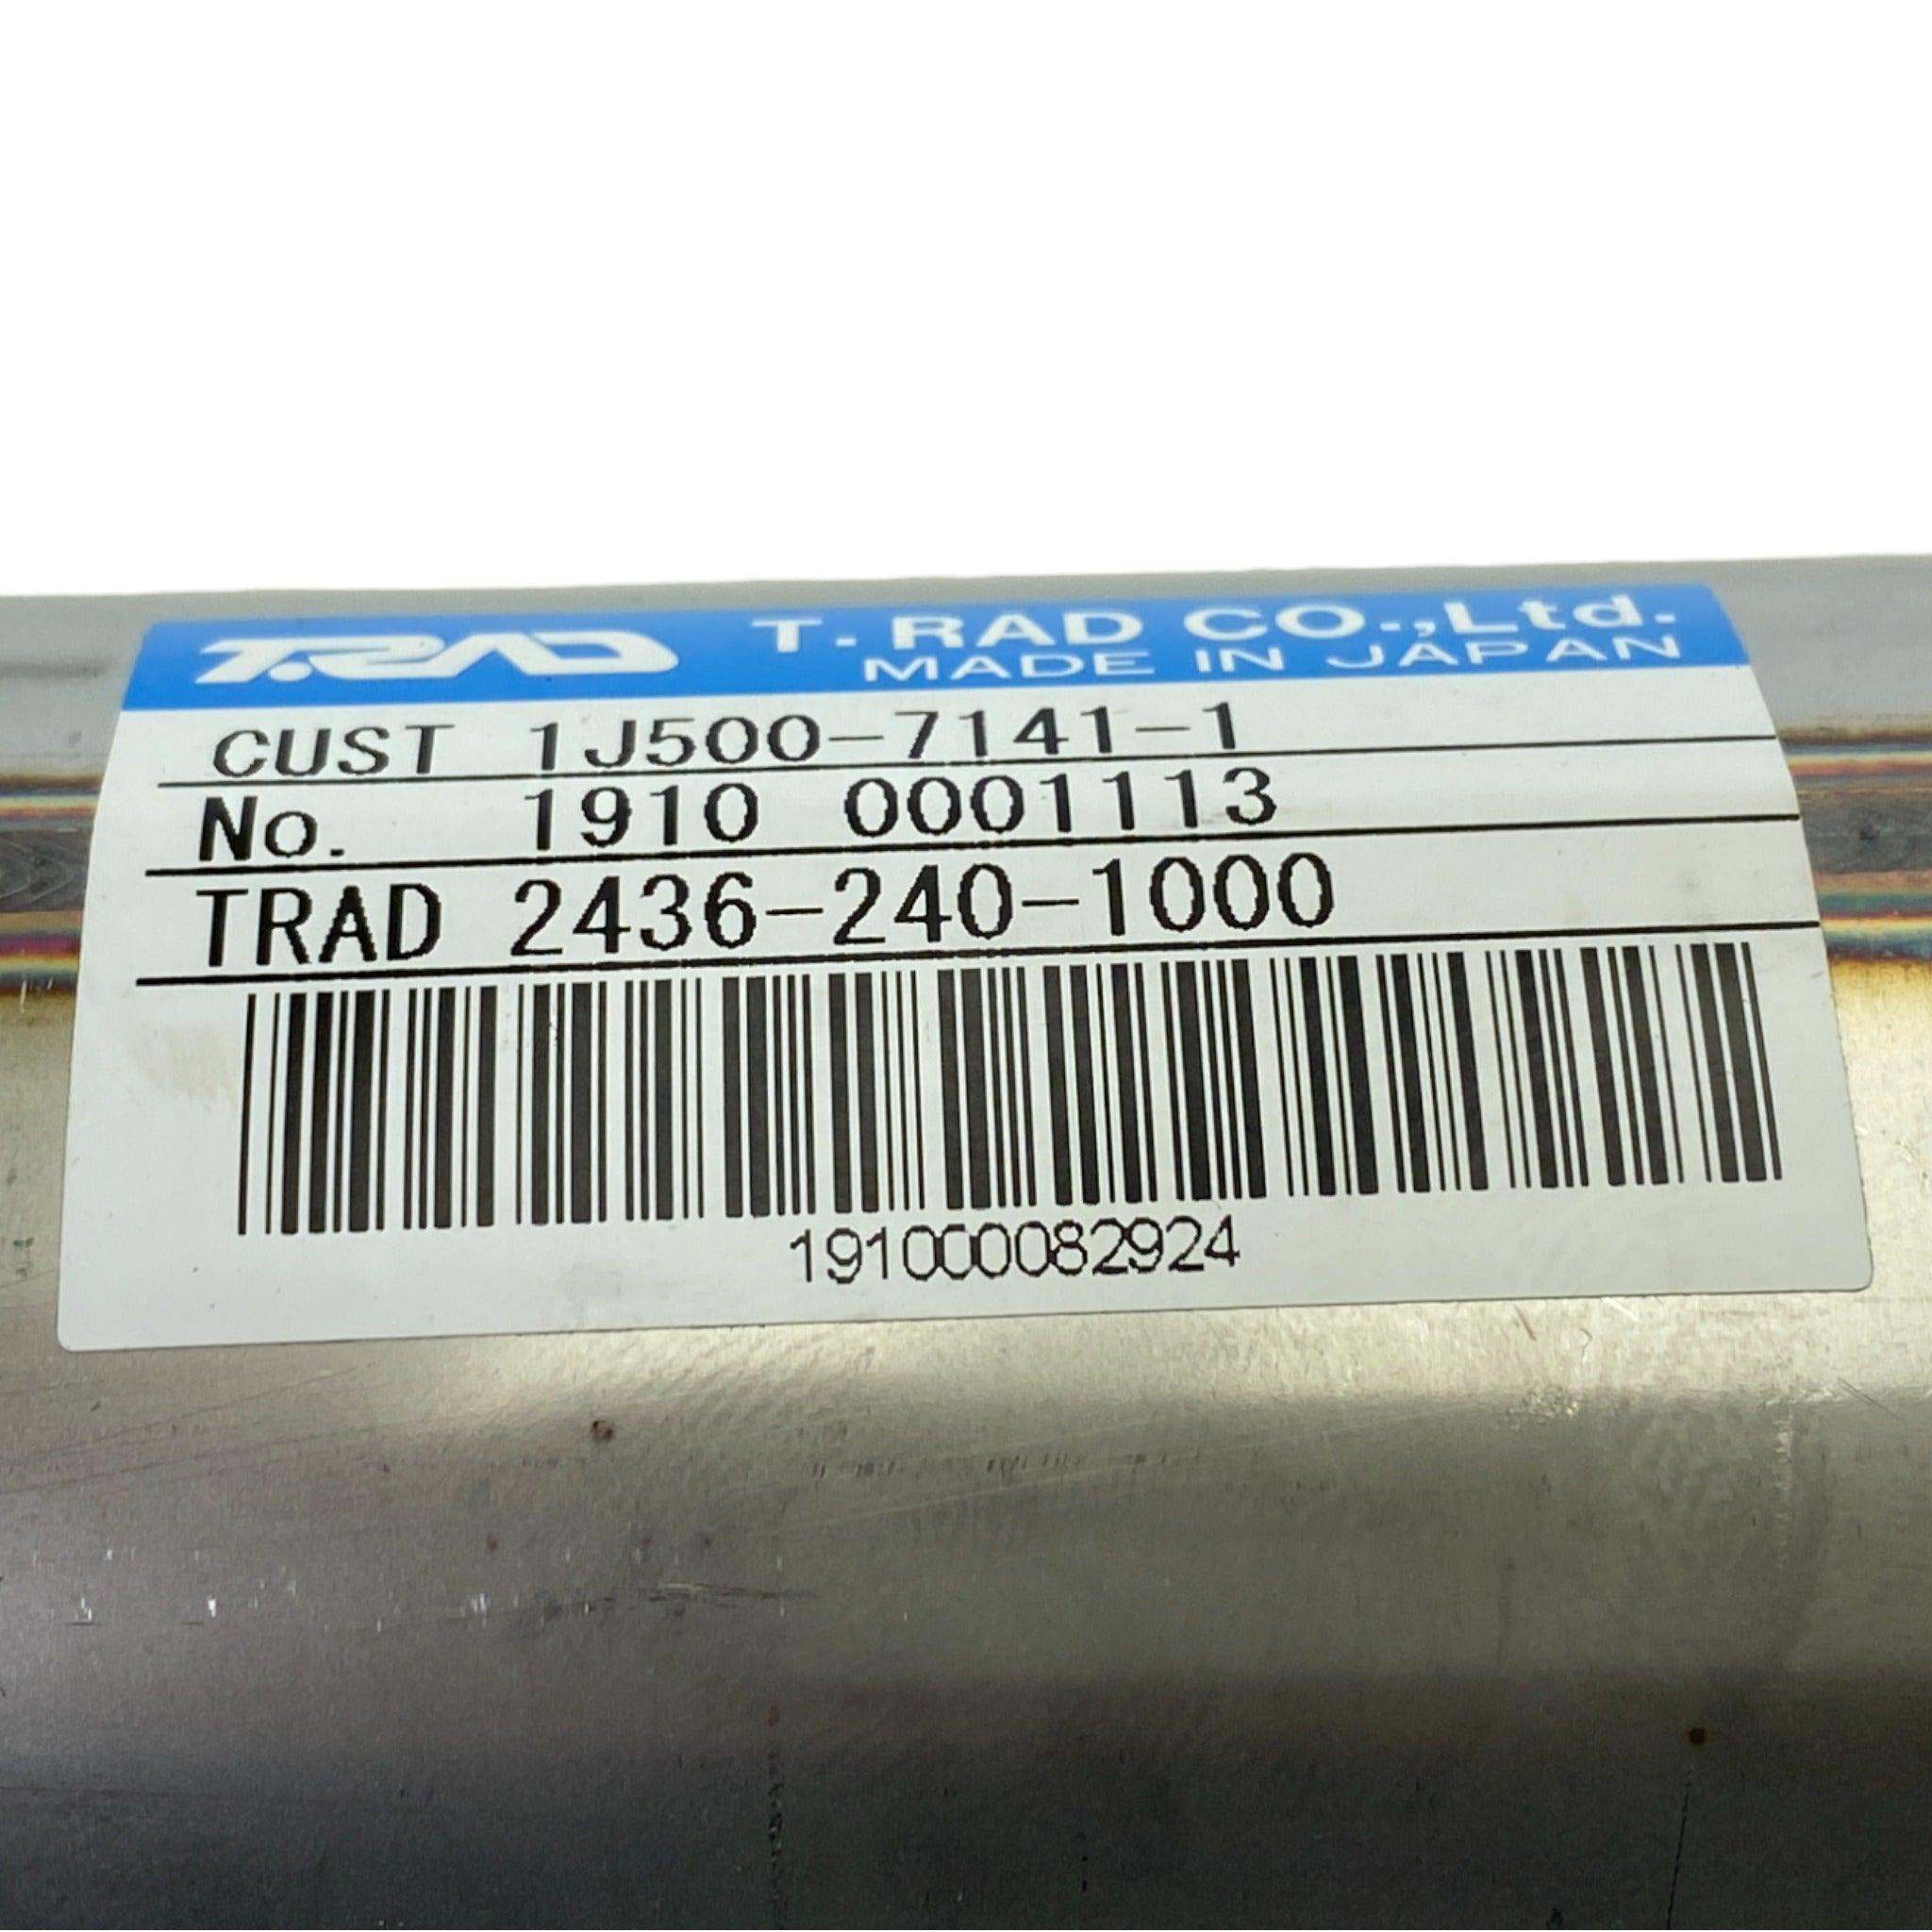 T.RAD T. RAD CO.,Ltd.
MADE IN JAPAN
CUST 1J500-7141-1
No. 1910 0001113
TRAD 2436-240-1000
191000082924